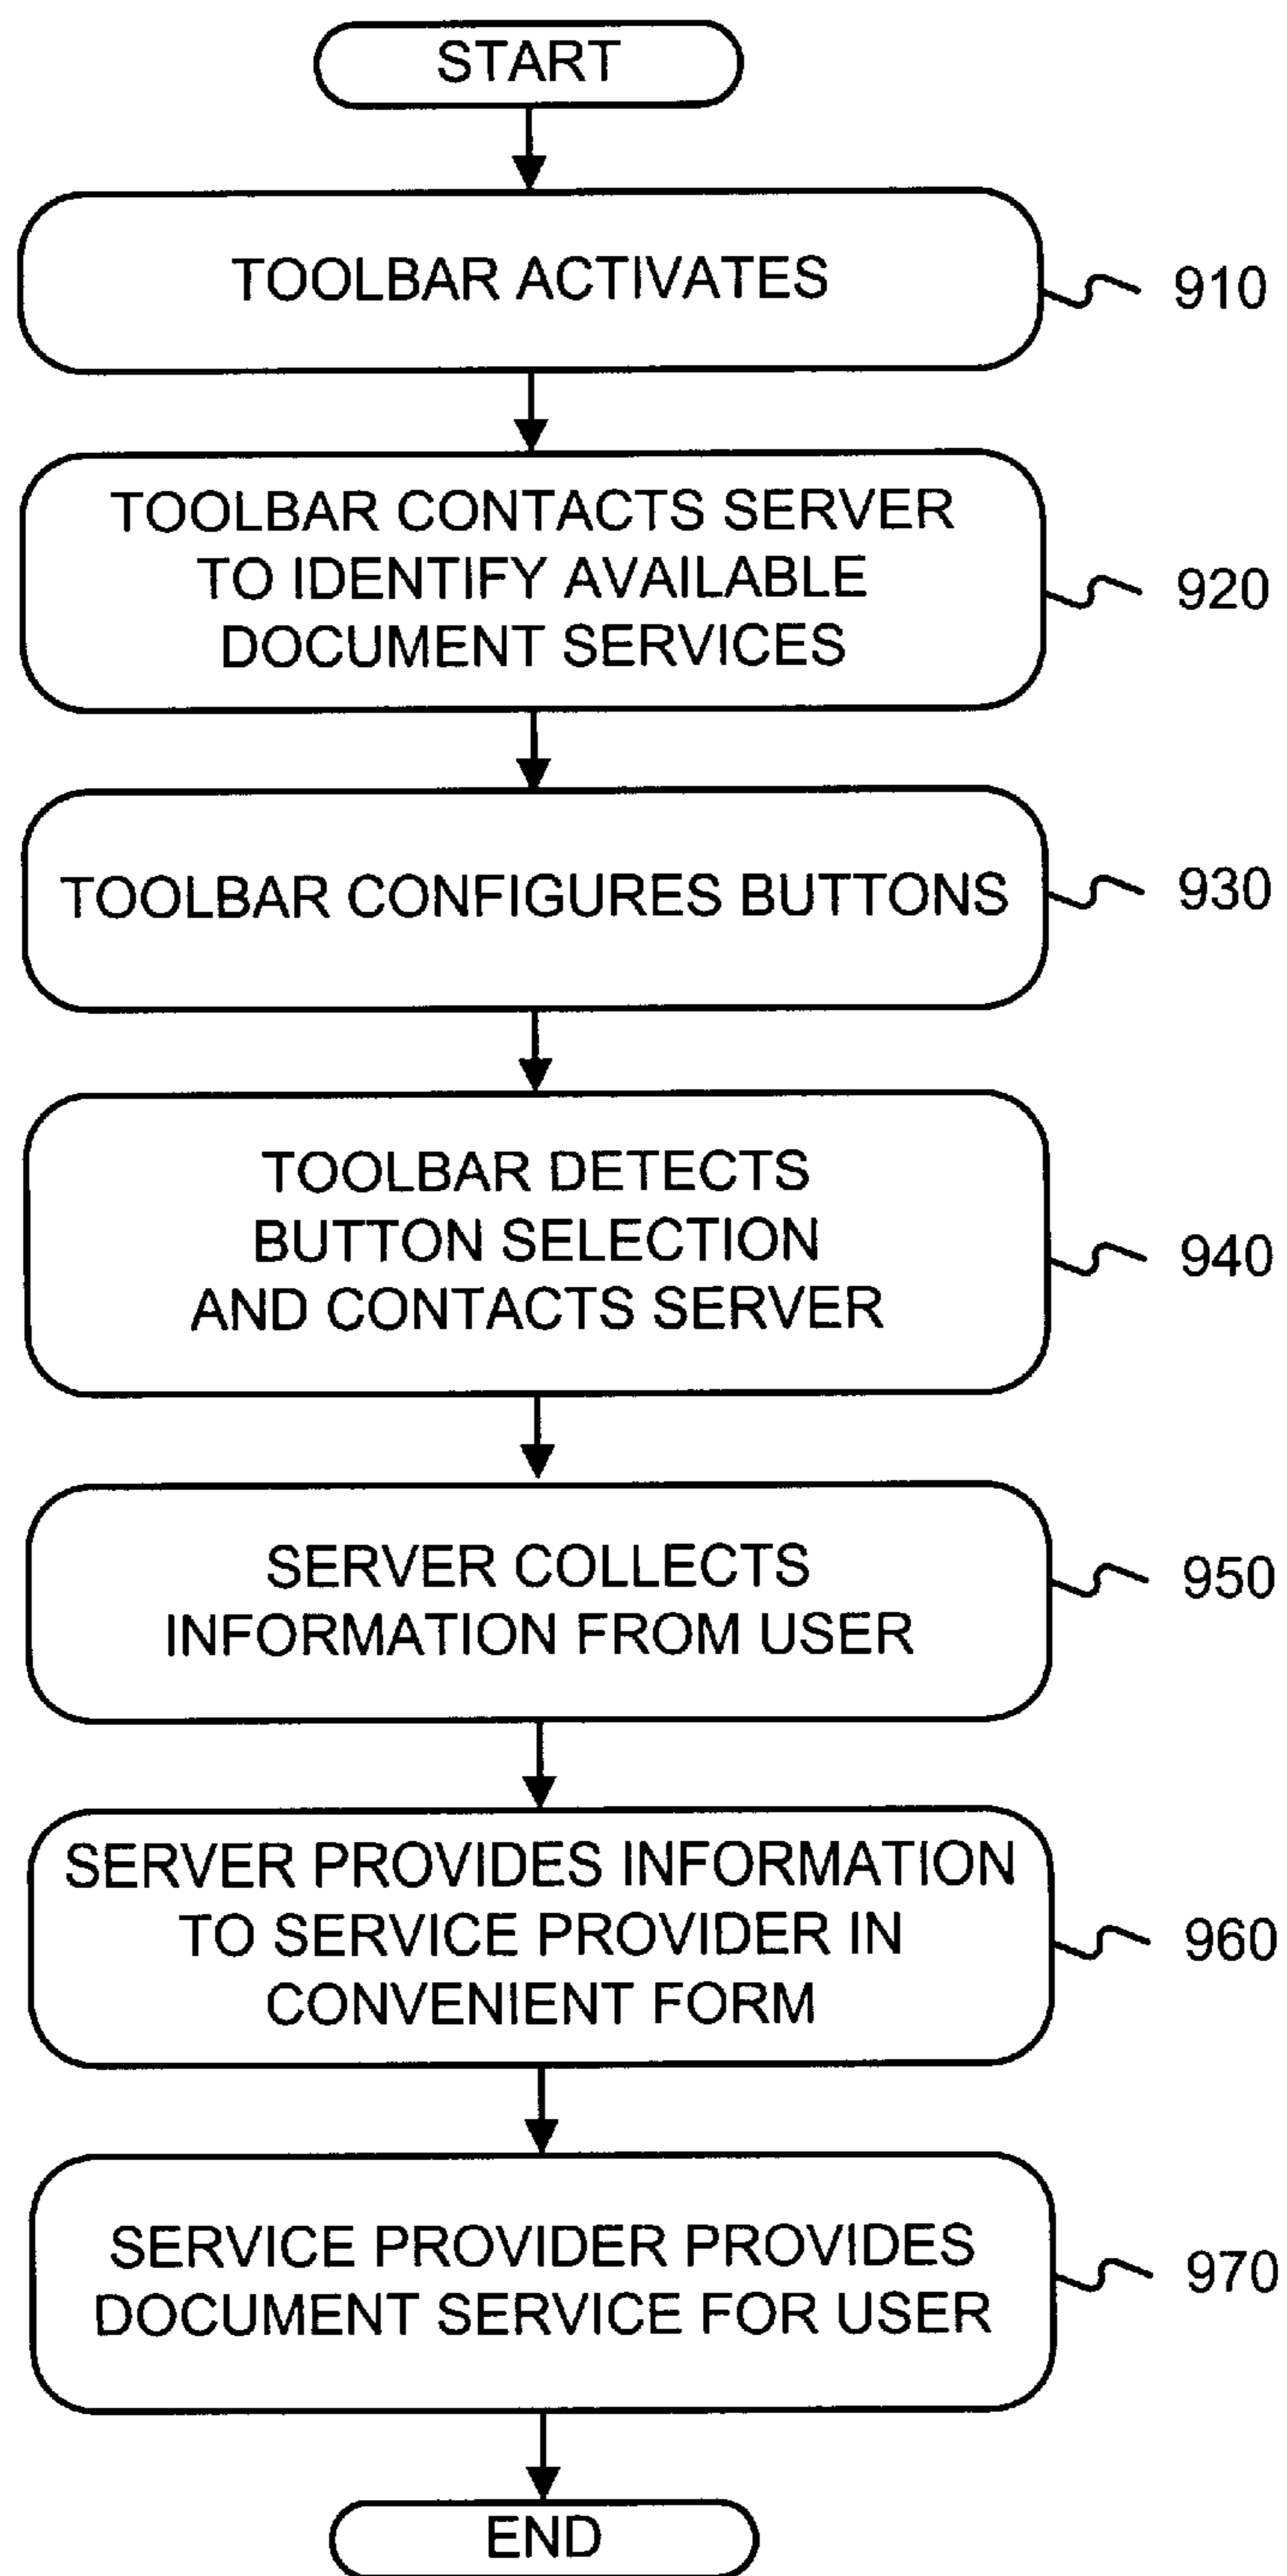 START
TOOLBAR ACTIVATES
910
TOOLBAR CONTACTS SERVER
TO IDENTIFY AVAILABLE
DOCUMENT SERVICES
920
TOOLBAR CONFIGURES BUTTONS
930
TOOLBAR DETECTS
BUTTON SELECTION
AND CONTACTS SERVER
940
SERVER COLLECTS
INFORMATION FROM USER
950
SERVER PROVIDES INFORMATION
TO SERVICE PROVIDER IN
CONVENIENT FORM
960
SERVICE PROVIDER PROVIDES
DOCUMENT SERVICE FOR USER
970
END